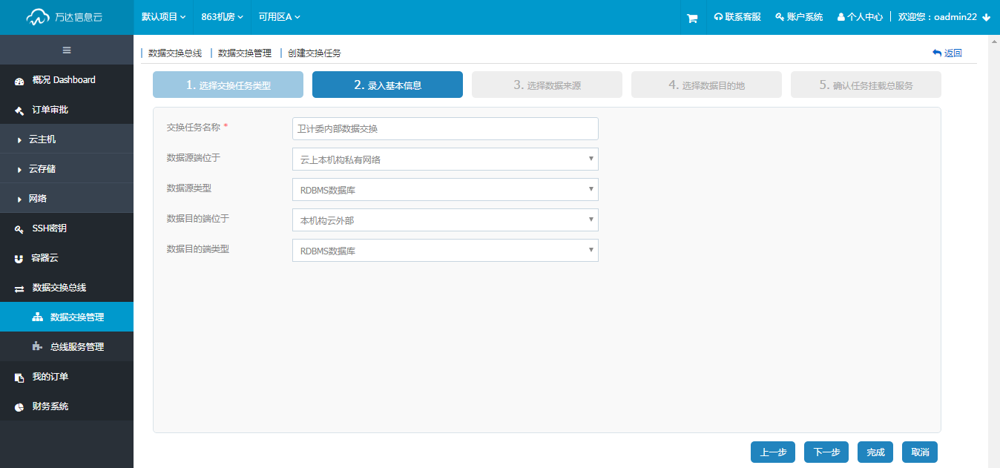 万达信息云
默认项目 863机房 可用区A 联系客服 账户系统 个人中心 欢迎您：oadmin22
概况 Dashboard
订单审批
云主机
云存储
网络
SSH密钥
容器云
数据交换总线
数据交换管理
总线服务管理
我的订单
财务系统
数据交换总线 数据交换管理 创建交换任务 返回
1. 选择交换任务类型 2. 录入基本信息 3. 选择数据来源 4. 选择数据目的地 5. 确认任务挂载总服务
交换任务名称 * 卫计委内部数据交换
数据源端位于 云上本机构私有网络
数据源类型 RDBMS数据库
数据目的端位于 本机构云外部
数据目的端类型 RDBMS数据库
上一步 下一步 完成 取消